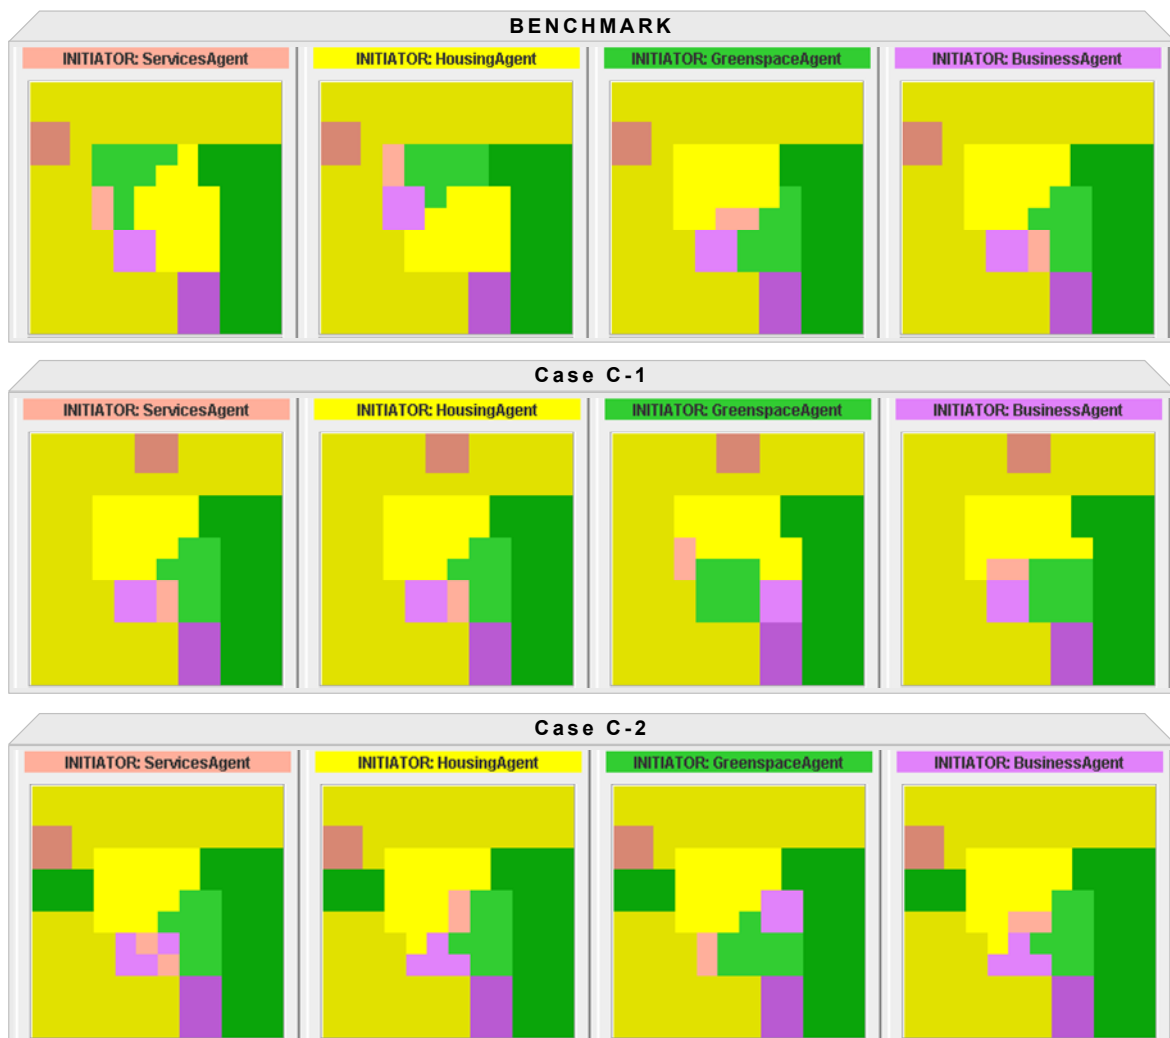 BENCHMARK
INITIATOR: ServicesAgent INITIATOR: HousingAgent INITIATOR: GreenspaceAgent INITIATOR: BusinessAgent
Case C-1
INITIATOR: ServicesAgent INITIATOR: HousingAgent INITIATOR: GreenspaceAgent INITIATOR: BusinessAgent
Case C-2
INITIATOR: ServicesAgent INITIATOR: HousingAgent INITIATOR: GreenspaceAgent INITIATOR: BusinessAgent